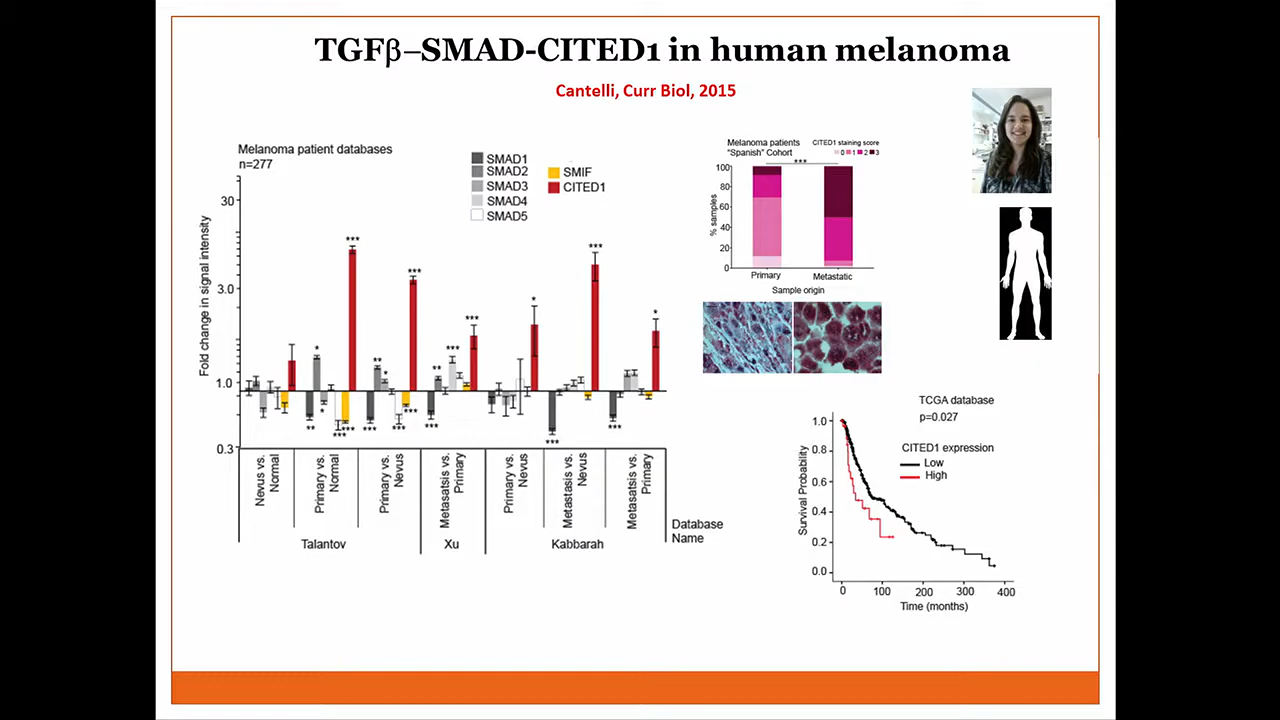 TGFβ–SMAD-CITED1 in human melanoma
Cantelli, Curr Biol, 2015
Melanoma patient databases
n=277
SMAD1
SMAD2
SMAD3
SMAD4
SMAD5
SMIF
CITED1
Fold change in signal intensity
30
3.0
1.0
0.3
***
***
***
***
*
*
*
**
*
**
***
**
*
***
***
***
***
***
***
***
***
Nevus vs.
Normal
Primary vs.
Normal
Primary vs.
Nevus
Metasatsis vs.
Primary
Primary vs.
Nevus
Metastasis vs.
Nevus
Metasatsis vs.
Primary
Talantov
Xu
Kabbarah
Database
Name
Melanoma patients
"Spanish" Cohort
CITED1 staining score
0 1 2 3
***
% samples
100
80
60
40
20
0
Primary
Metastatic
Sample origin
TCGA database
p=0.027
CITED1 expression
Low
High
Survival Probability
1.0
0.8
0.6
0.4
0.2
0.0
0 100 200 300 400
Time (months)